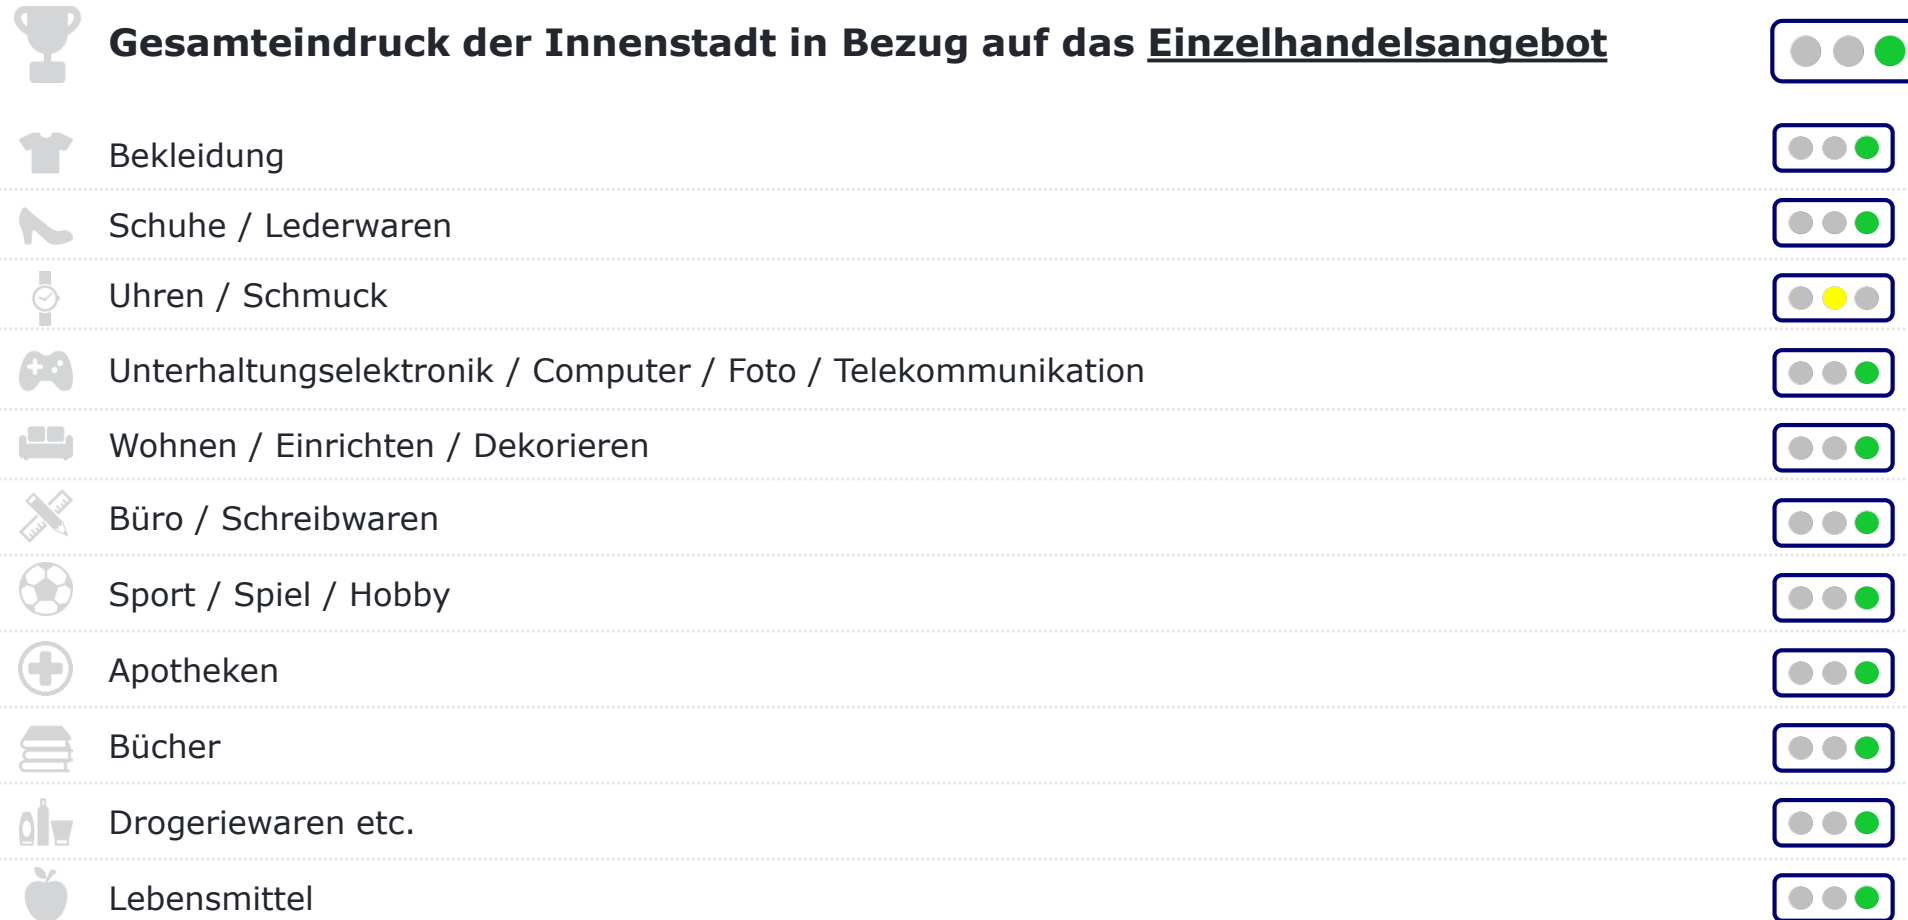 Gesamteindruck der Innenstadt in Bezug auf das Einzelhandelsangebot
Bekleidung
Schuhe / Lederwaren
Uhren / Schmuck
Unterhaltungselektronik / Computer / Foto / Telekommunikation
Wohnen / Einrichten / Dekorieren
Büro / Schreibwaren
Sport / Spiel / Hobby
Apotheken
Bücher
Drogeriewaren etc.
Lebensmittel